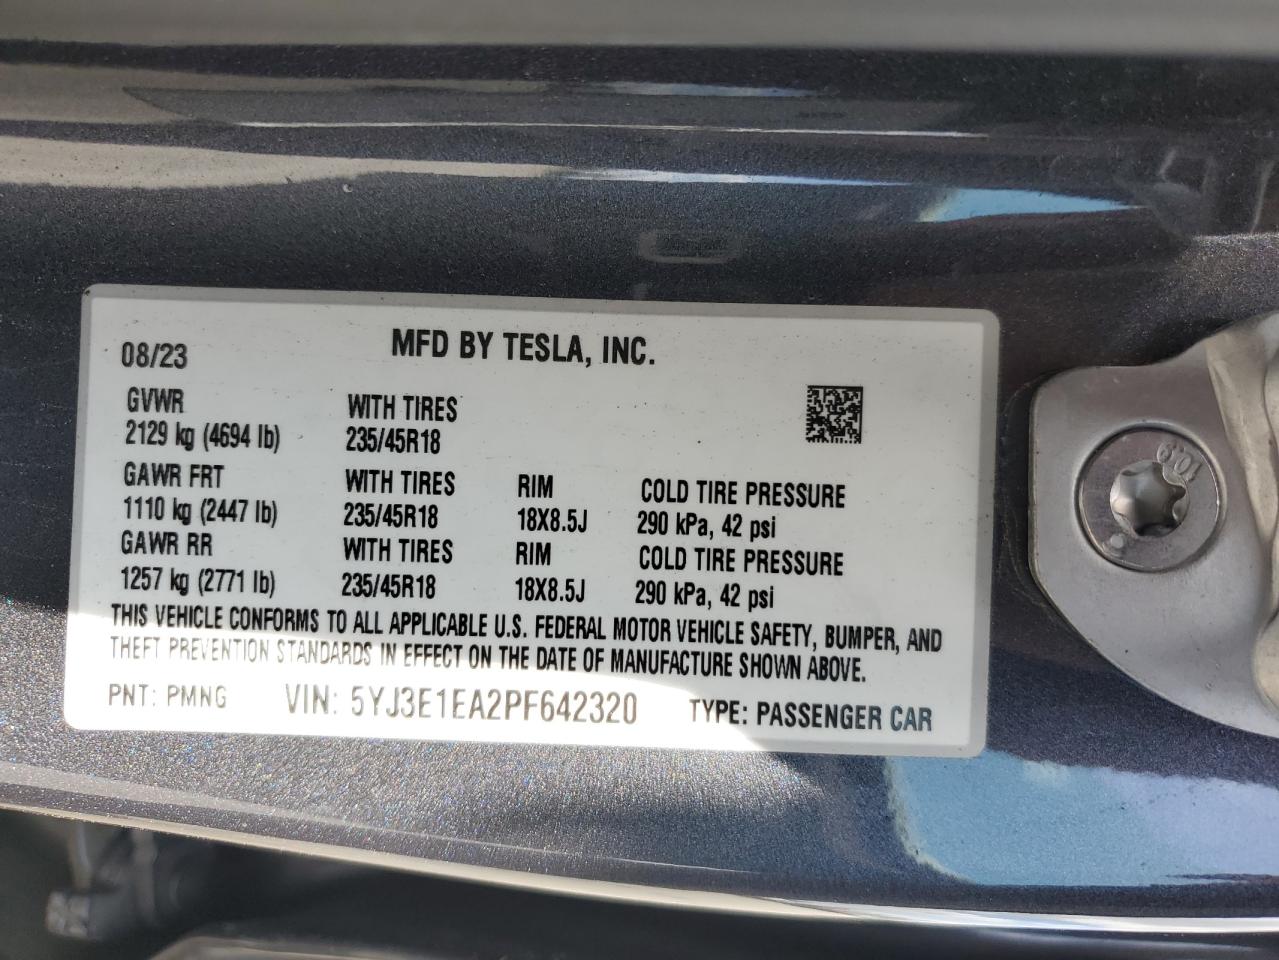 08/23 MFD BY TESLA, INC.
GVWR WITH TIRES
2129 kg (4694 lb) 235/45R18
GAWR FRT WITH TIRES RIM COLD TIRE PRESSURE
1110 kg (2447 lb) 235/45R18 18X8.5J 290 kPa, 42 psi
GAWR RR WITH TIRES RIM COLD TIRE PRESSURE
1257 kg (2771 lb) 235/45R18 18X8.5J 290 kPa, 42 psi
THIS VEHICLE CONFORMS TO ALL APPLICABLE U.S. FEDERAL MOTOR VEHICLE SAFETY, BUMPER, AND
THEFT PREVENTION STANDARDS IN EFFECT ON THE DATE OF MANUFACTURE SHOWN ABOVE.
PNT: PMNG VIN: 5YJ3E1EA2PF642320 TYPE: PASSENGER CAR
10.9